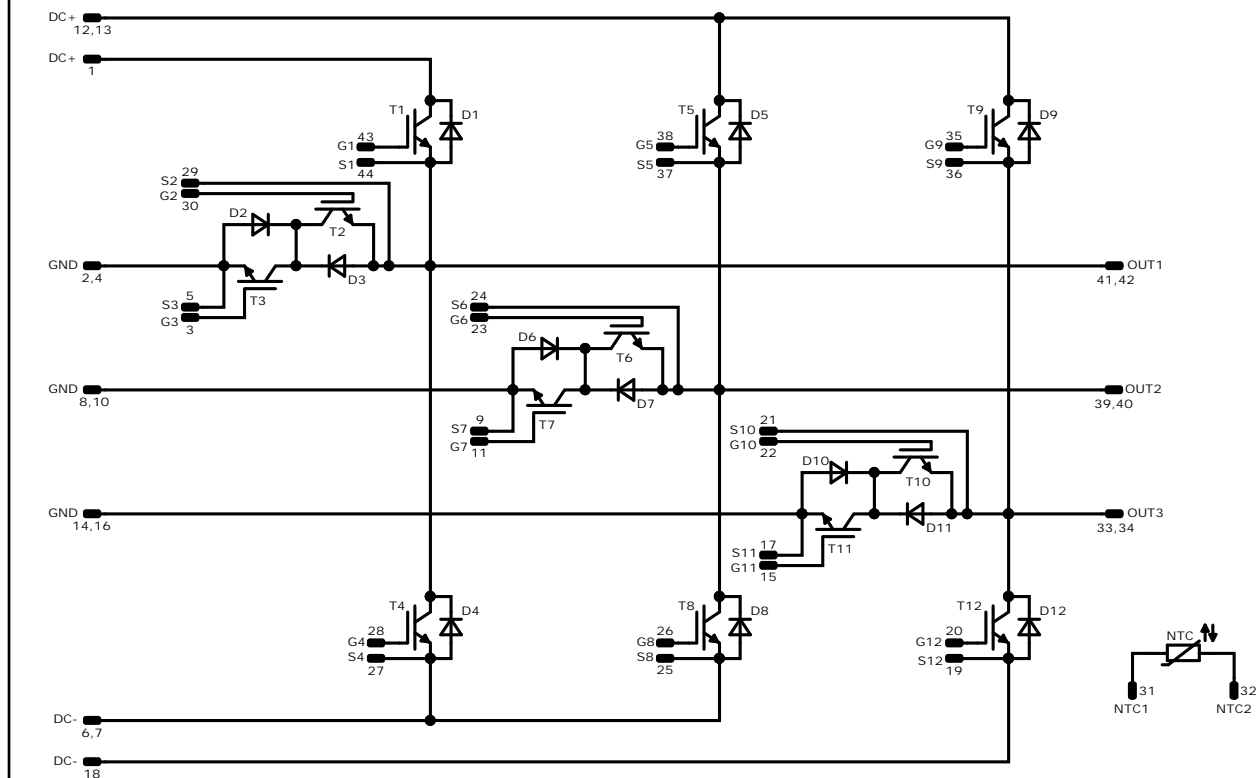 DC+
12,13
DC+
1
T1
D1
43
G1
S1
44
T5
D5
38
G5
S5
37
T9
D9
35
G9
S9
36
29
S2
G2
30
D2
T2
GND
2,4
D3
T3
5
S3
G3
3
OUT1
41,42
24
S6
G6
23
D6
T6
GND
8,10
D7
T7
9
S7
G7
11
OUT2
39,40
21
S10
G10
22
D10
T10
GND
14,16
D11
T11
17
S11
G11
15
OUT3
33,34
T4
D4
28
G4
S4
27
T8
D8
26
G8
S8
25
T12
D12
20
G12
S12
19
NTC
31
NTC1
32
NTC2
DC-
6,7
DC-
18